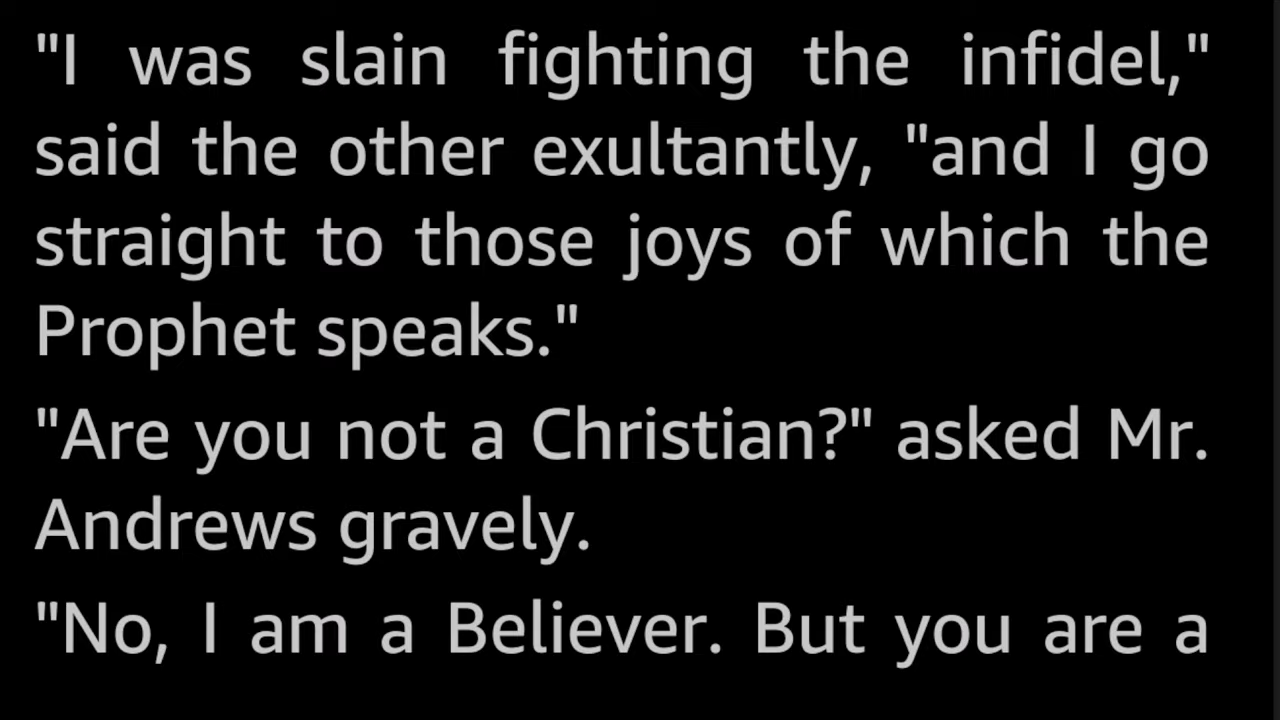 "I was slain fighting the infidel,"
said the other exultantly, "and I go
straight to those joys of which the
Prophet speaks."
"Are you not a Christian?" asked Mr.
Andrews gravely.
"No, I am a Believer. But you are a